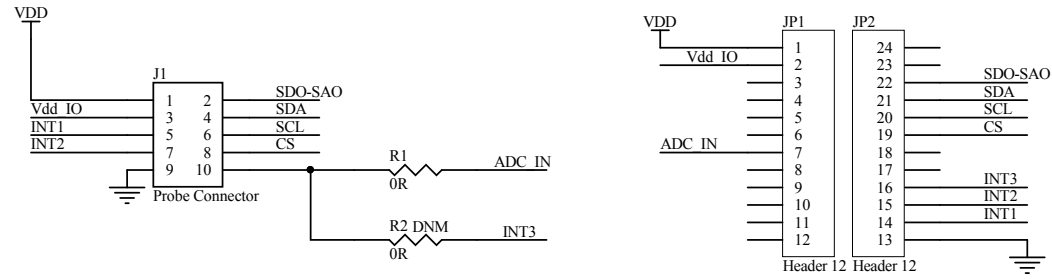 VDD
J1
1 2 SDO-SAO
Vdd_IO 3 4 SDA
INT1 5 6 SCL
INT2 7 8 CS
9 10
Probe Connector
R1
0R
ADC_IN
R2 DNM
0R
INT3
VDD
JP1
1
Vdd_IO 2
3
4
5
6
ADC_IN 7
8
9
10
11
12
Header 12
JP2
24
23
22 SDO-SAO
21 SDA
20 SCL
19 CS
18
17
16 INT3
15 INT2
14 INT1
13
Header 12